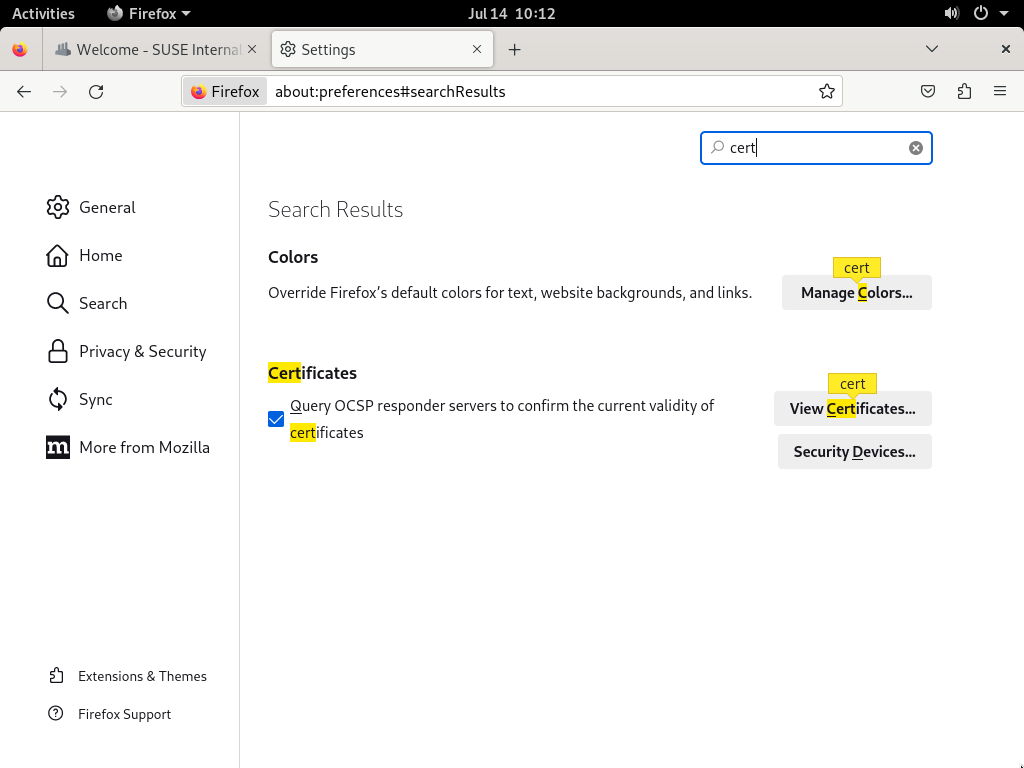 Activities Firefox Jul 14 10:12
Welcome - SUSE Internal
Settings
Firefox about:preferences#searchResults
cert
General
Home
Search
Privacy & Security
Sync
More from Mozilla
Extensions & Themes
Firefox Support
Search Results
Colors
Override Firefox’s default colors for text, website backgrounds, and links.
cert
Manage Colors...
Certificates
Query OCSP responder servers to confirm the current validity of
certificates
cert
View Certificates...
Security Devices...